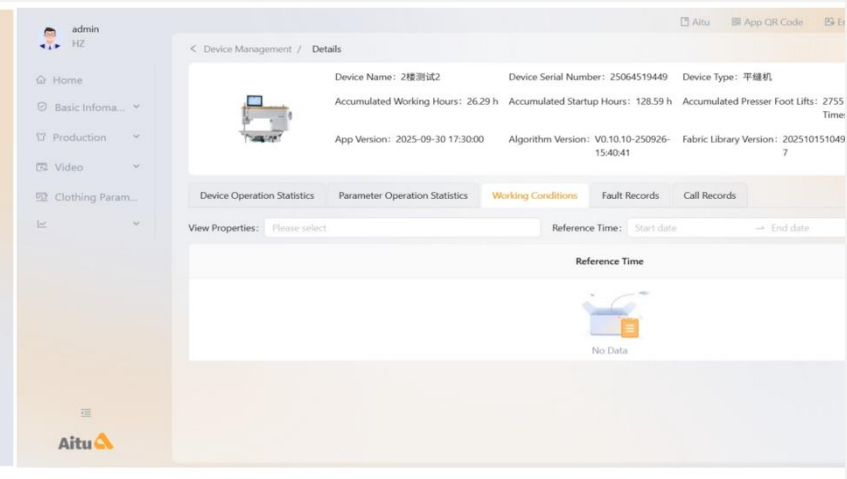 admin
HZ
Aitu
App QR Code
< Device Management / Details
Home
Basic Infoma...
Production
Video
Clothing Param...
Device Name: 2楼测试2
Device Serial Number: 25064519449
Device Type: 平缝机
Accumulated Working Hours: 26.29 h
Accumulated Startup Hours: 128.59 h
Accumulated Presser Foot Lifts: 2755
App Version: 2025-09-30 17:30:00
Algorithm Version: V0.10.10-250926-
15:40:41
Fabric Library Version: 202510151049
7
Device Operation Statistics
Parameter Operation Statistics
Working Conditions
Fault Records
Call Records
View Properties: Please select
Reference Time: Start date → End date
Reference Time
No Data
Aitu